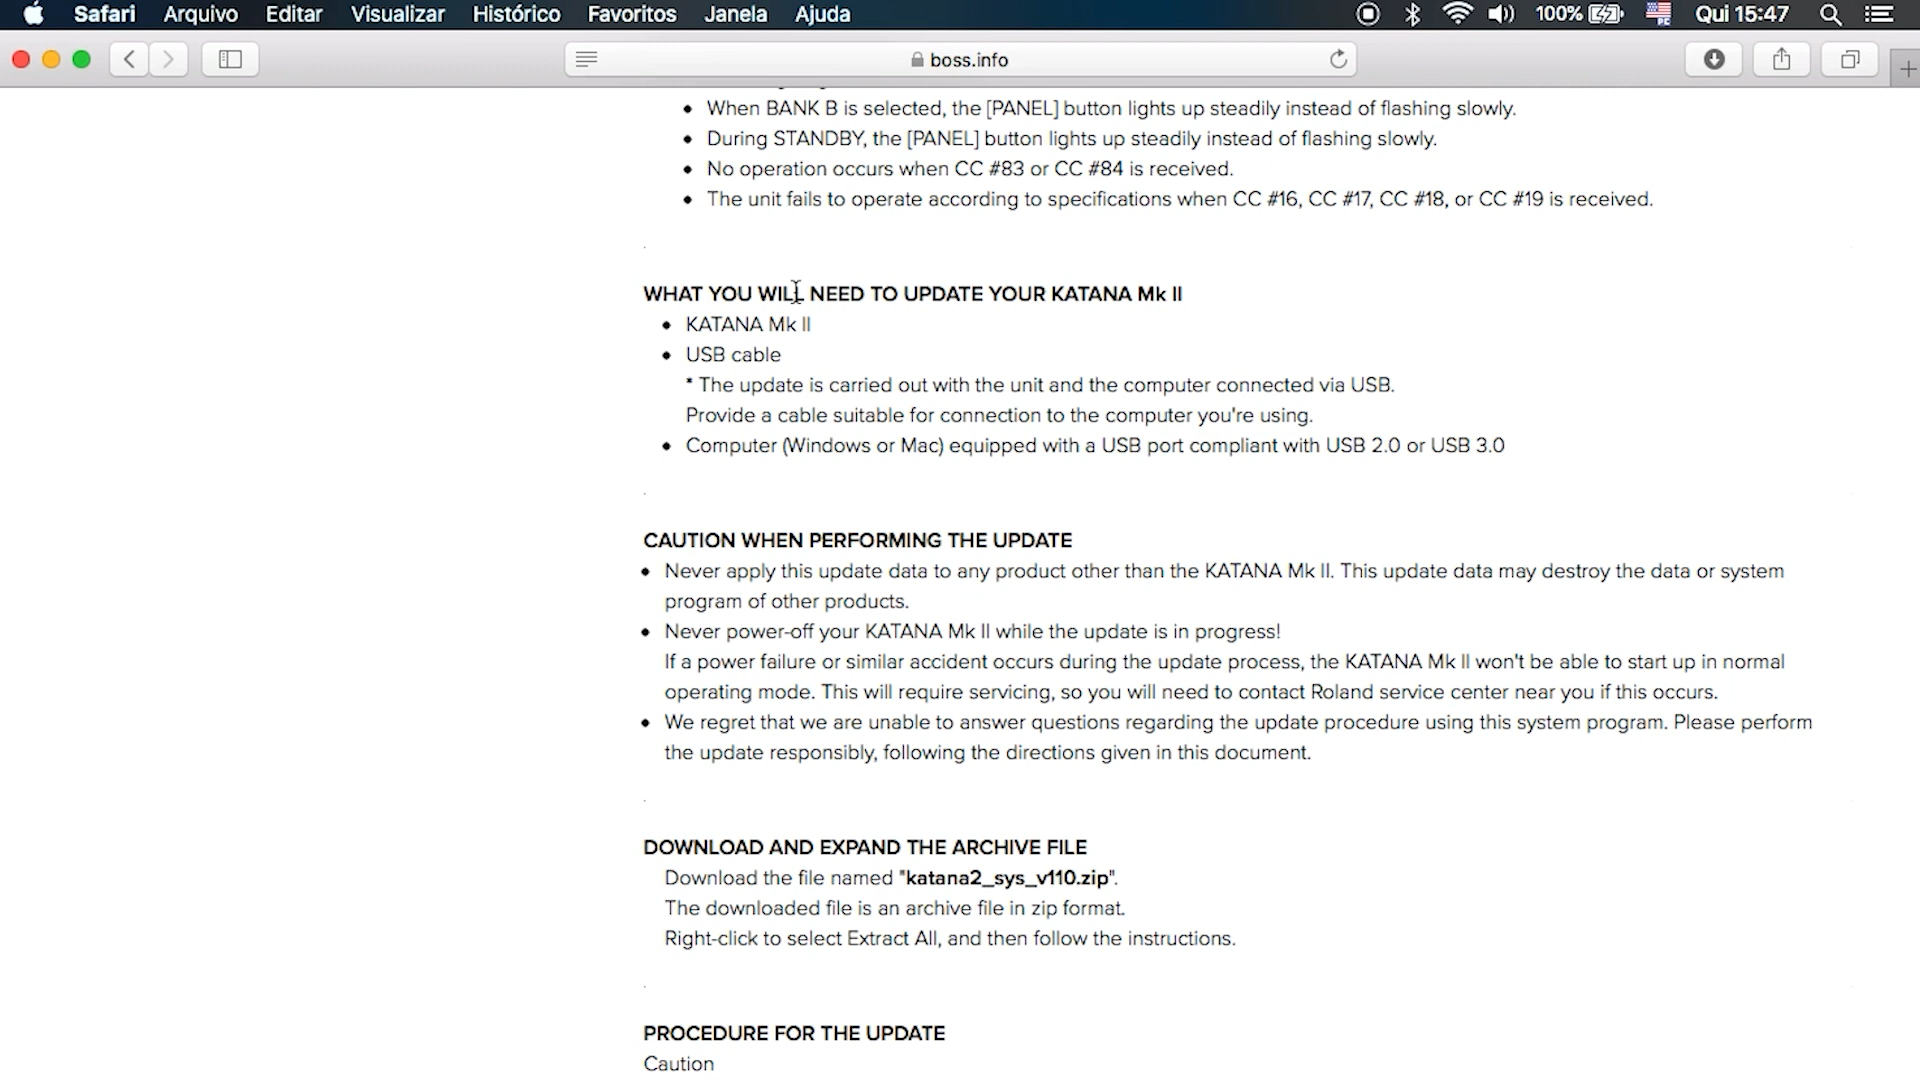 Safari Arquivo Editar Visualizar Histórico Favoritos Janela Ajuda 100% Qui 15:47
boss.info
• When BANK B is selected, the [PANEL] button lights up steadily instead of flashing slowly.
• During STANDBY, the [PANEL] button lights up steadily instead of flashing slowly.
• No operation occurs when CC #83 or CC #84 is received.
• The unit fails to operate according to specifications when CC #16, CC #17, CC #18, or CC #19 is received.
WHAT YOU WILL NEED TO UPDATE YOUR KATANA Mk II
• KATANA Mk II
• USB cable
* The update is carried out with the unit and the computer connected via USB.
Provide a cable suitable for connection to the computer you're using.
• Computer (Windows or Mac) equipped with a USB port compliant with USB 2.0 or USB 3.0
CAUTION WHEN PERFORMING THE UPDATE
• Never apply this update data to any product other than the KATANA Mk II. This update data may destroy the data or system
program of other products.
• Never power-off your KATANA Mk II while the update is in progress!
If a power failure or similar accident occurs during the update process, the KATANA Mk II won't be able to start up in normal
operating mode. This will require servicing, so you will need to contact Roland service center near you if this occurs.
• We regret that we are unable to answer questions regarding the update procedure using this system program. Please perform
the update responsibly, following the directions given in this document.
DOWNLOAD AND EXPAND THE ARCHIVE FILE
Download the file named "katana2_sys_v110.zip".
The downloaded file is an archive file in zip format.
Right-click to select Extract All, and then follow the instructions.
PROCEDURE FOR THE UPDATE
Caution